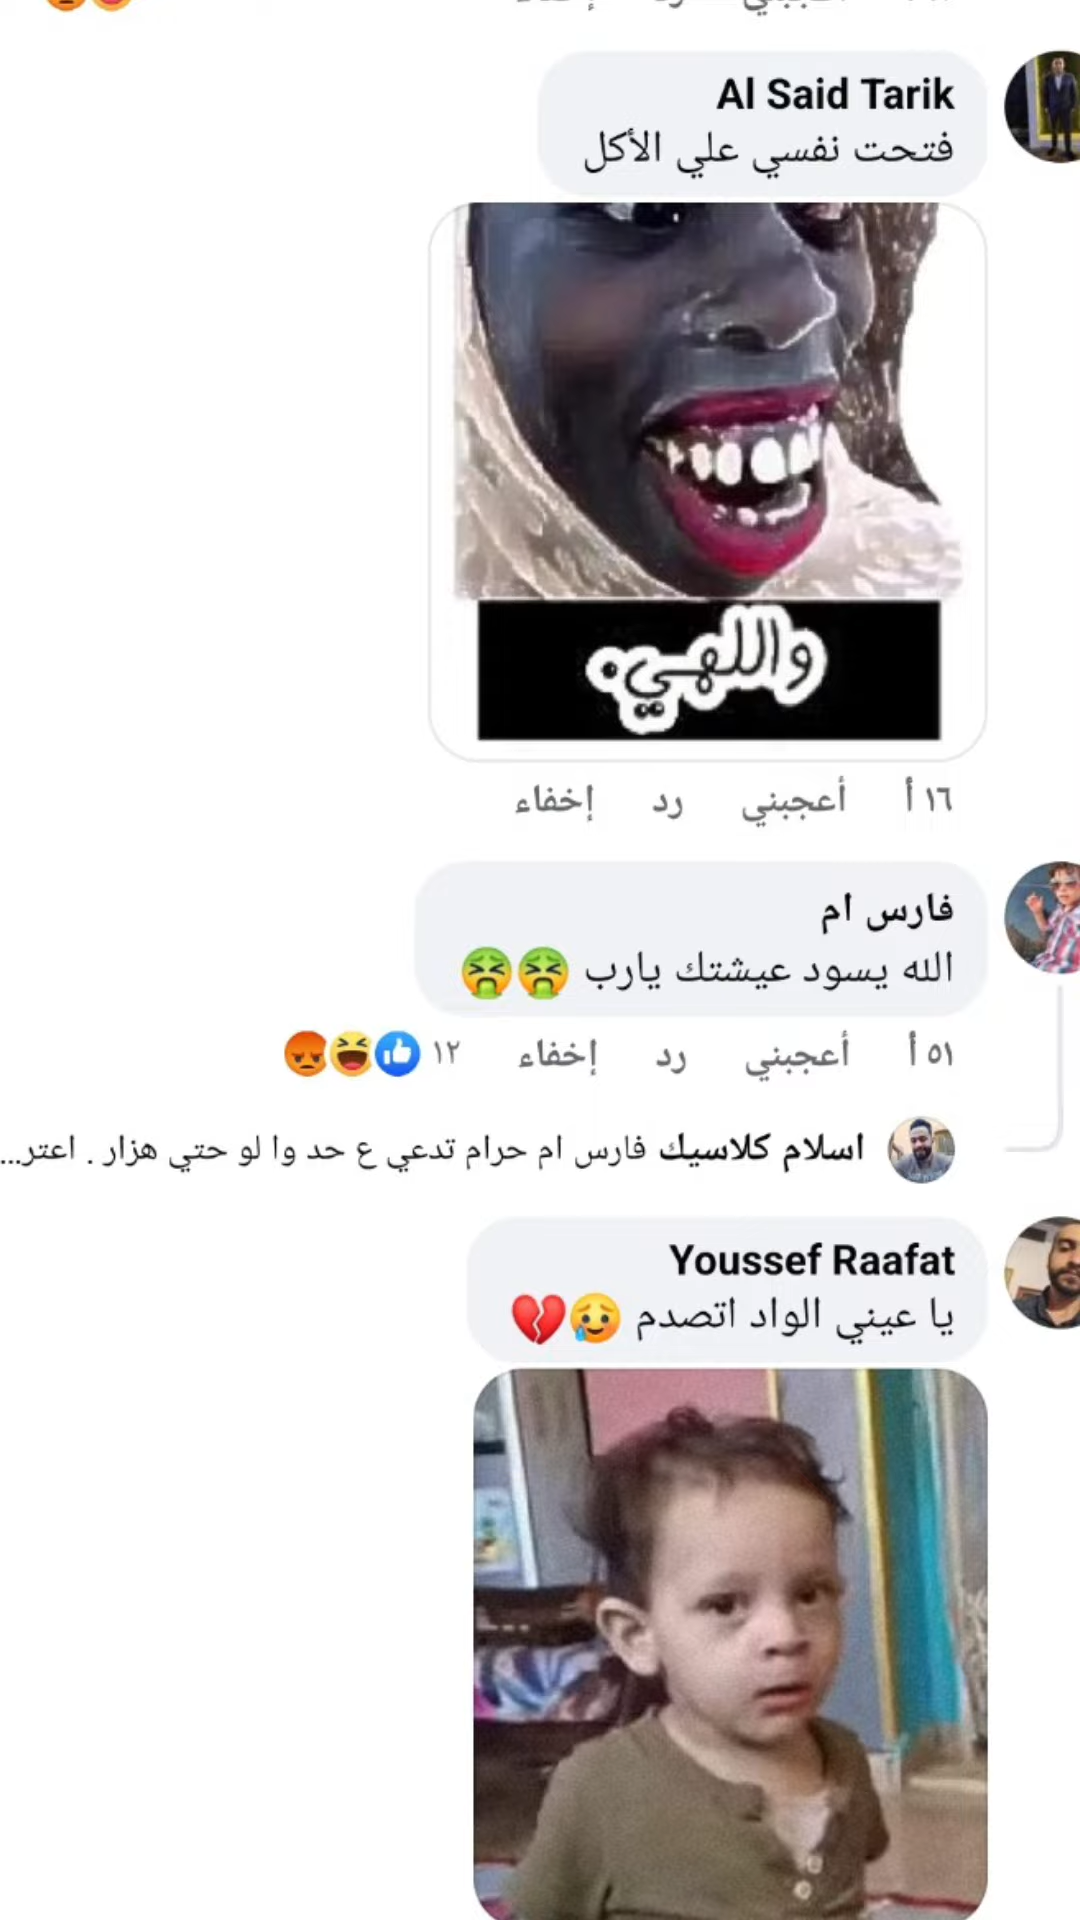 Al Said Tarik
فتحت نفسي علي الأكل
واللهي.
١٦ أ أعجبني رد إخفاء
فارس ام
الله يسود عيشتك يارب 🤮🤮
٥١ أ أعجبني رد إخفاء ١٢
اسلام كلاسيك فارس ام حرام تدعي ع حد وا لو حتي هزار . اعتر...
Youssef Raafat
يا عيني الواد اتصدم 🥲💔